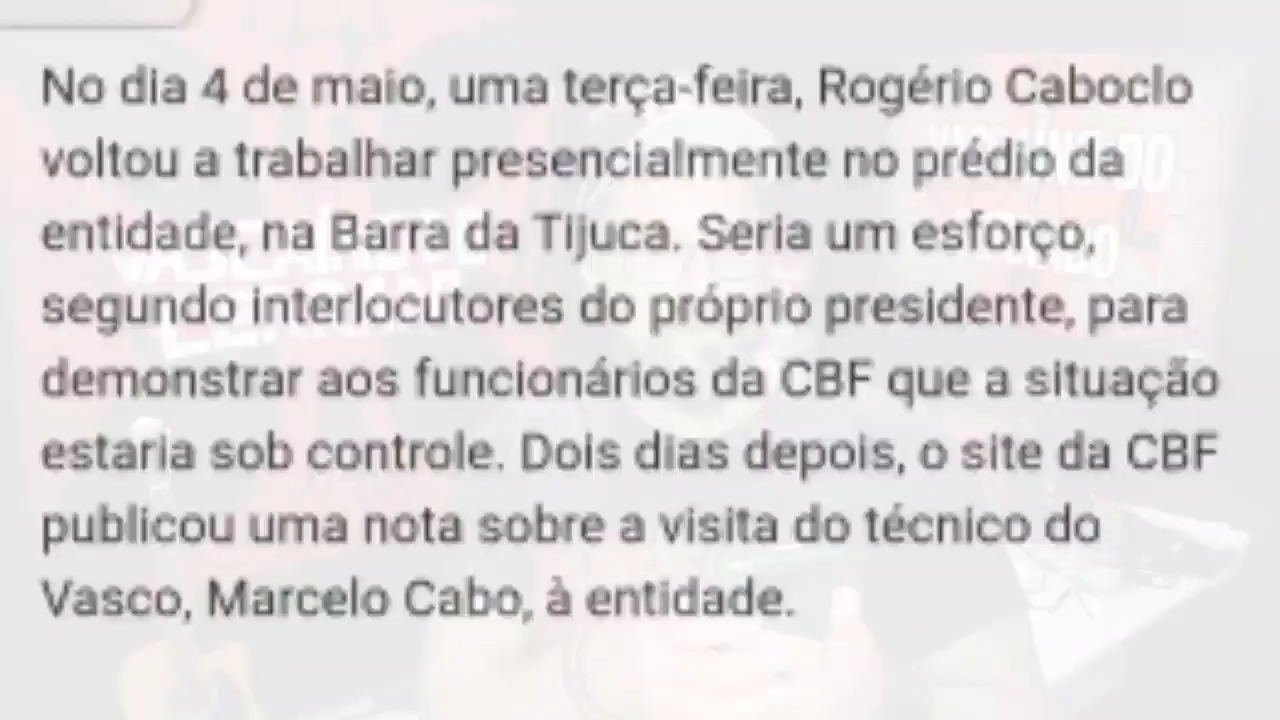 No dia 4 de maio, uma terça-feira, Rogério Caboclo
voltou a trabalhar presencialmente no prédio da
entidade, na Barra da Tijuca. Seria um esforço,
segundo interlocutores do próprio presidente, para
demonstrar aos funcionários da CBF que a situação
estaria sob controle. Dois dias depois, o site da CBF
publicou uma nota sobre a visita do técnico do
Vasco, Marcelo Cabo, à entidade.